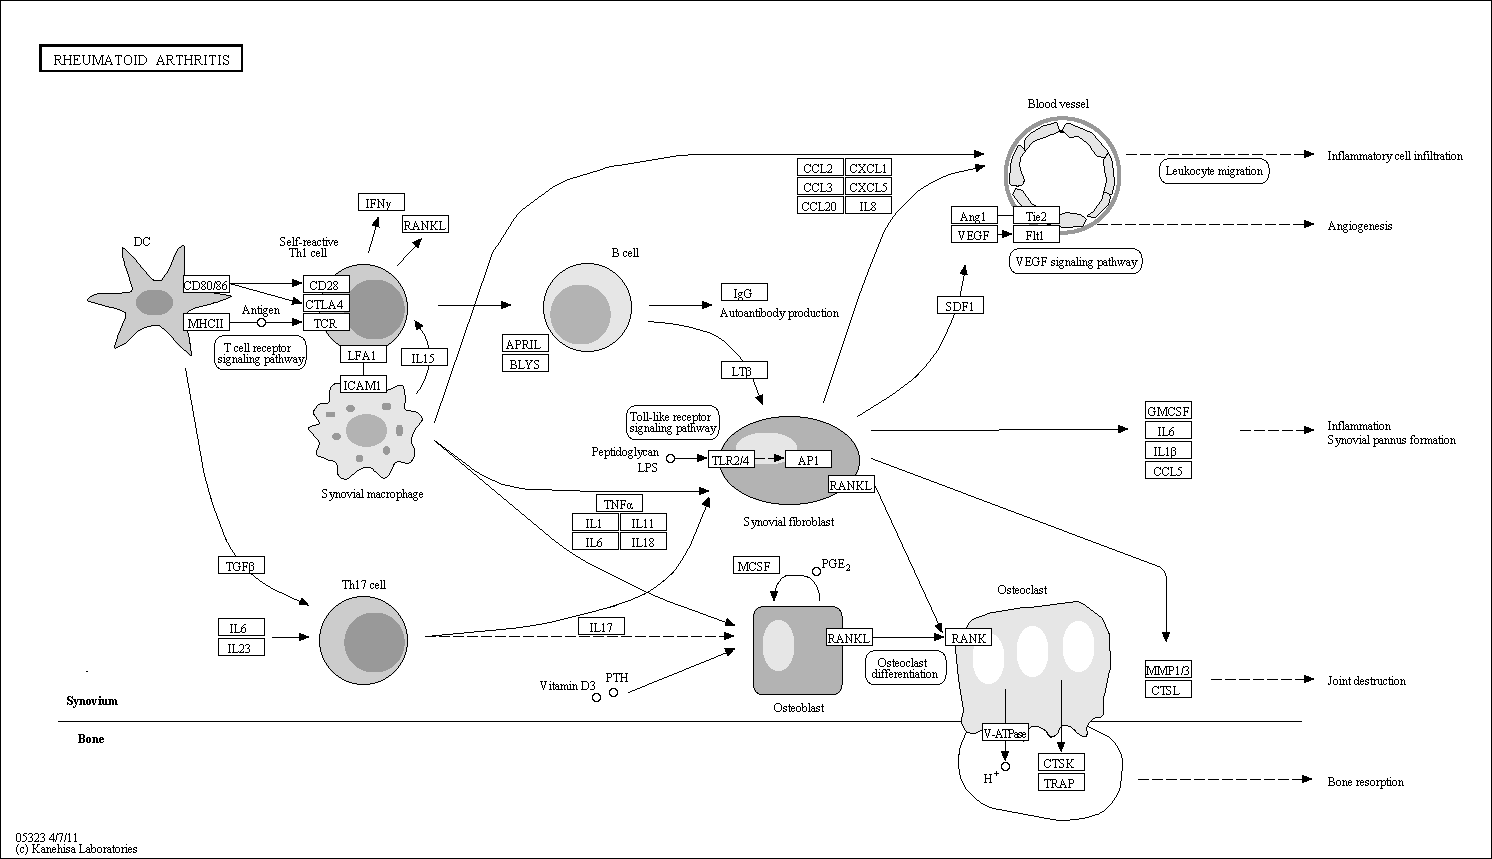 RHEUMATOID ARTHRITIS
Blood vessel
CCL2
CXCL1
CCL3
CXCL5
CCL20
IL8
Inflammatory cell infiltration
Leukocyte migration
Ang1
Tie2
VEGF
Flt1
Angiogenesis
VEGF signaling pathway
IFNγ
RANKL
DC
Self-reactive
Th1 cell
B cell
CD80/86
CD28
CTLA4
Antigen
MHCII
TCR
T cell receptor
signaling pathway
LFA1
IL15
ICAM1
Synovial macrophage
IgG
Autoantibody production
APRIL
BLYS
LTβ
SDF1
Toll-like receptor
signaling pathway
Peptidoglycan
LPS
TLR2/4
AP1
RANKL
Synovial fibroblast
GMCSF
IL6
IL1β
CCL5
Inflammation
Synovial pannus formation
TNFα
IL1
IL11
IL6
IL18
TGFβ
Th17 cell
IL6
IL23
IL17
MCSF
PGE2
Vitamin D3
PTH
RANKL
RANK
Osteoclast
differentiation
Osteoblast
Osteoclast
MMP1/3
CTSL
Joint destruction
Synovium
Bone
V-ATPase
H+
CTSK
TRAP
Bone resorption
05323 4/7/11
(c) Kanehisa Laboratories